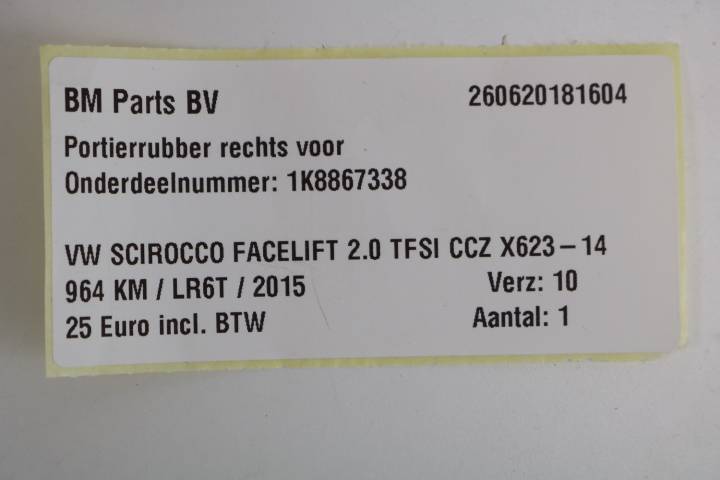 BM Parts BV 260620181604
Portierrubber rechts voor
Onderdeelnummer: 1K8867338
VW SCIROCCO FACELIFT 2.0 TFSI CCZ X623-14
964 KM / LR6T / 2015 Verz: 10
25 Euro incl. BTW Aantal: 1